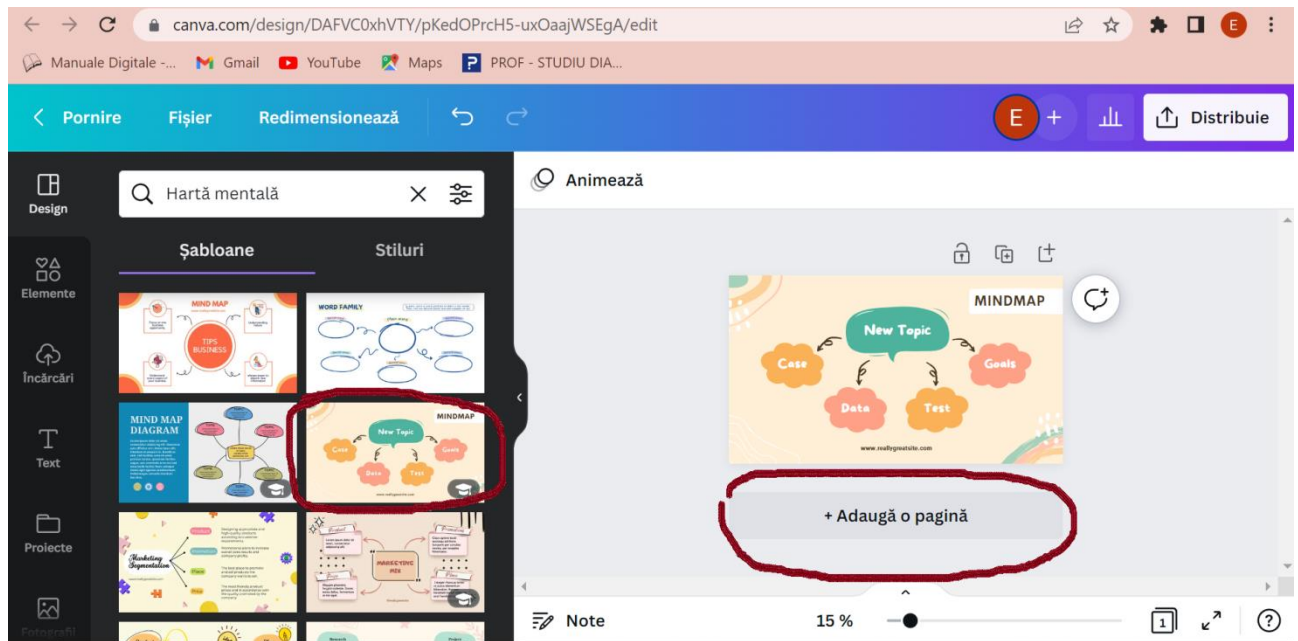 canva.com/design/DAFVC0xhVTY/pKedOPrcH5-uxOaajWSEgA/edit
E
Manuale Digitale -...
Gmail
YouTube
Maps
PROF - STUDIU DIA...
Pornire
Fișier
Redimensionează
E
+
Distribuie
Design
Elemente
Încărcări
Text
Proiecte
Fotografii
Hartă mentală
Șabloane
Stiluri
MIND MAP
TIPS
BUSINESS
WORD FAMILY
MIND MAP
DIAGRAM
MINDMAP
New Topic
Case
Goals
Data
Test
Marketing
Segmentation
MARKETING
MIX
Animează
MINDMAP
New Topic
Case
Goals
Data
Test
www.reallygreatsite.com
+ Adaugă o pagină
Note
15 %
1
?